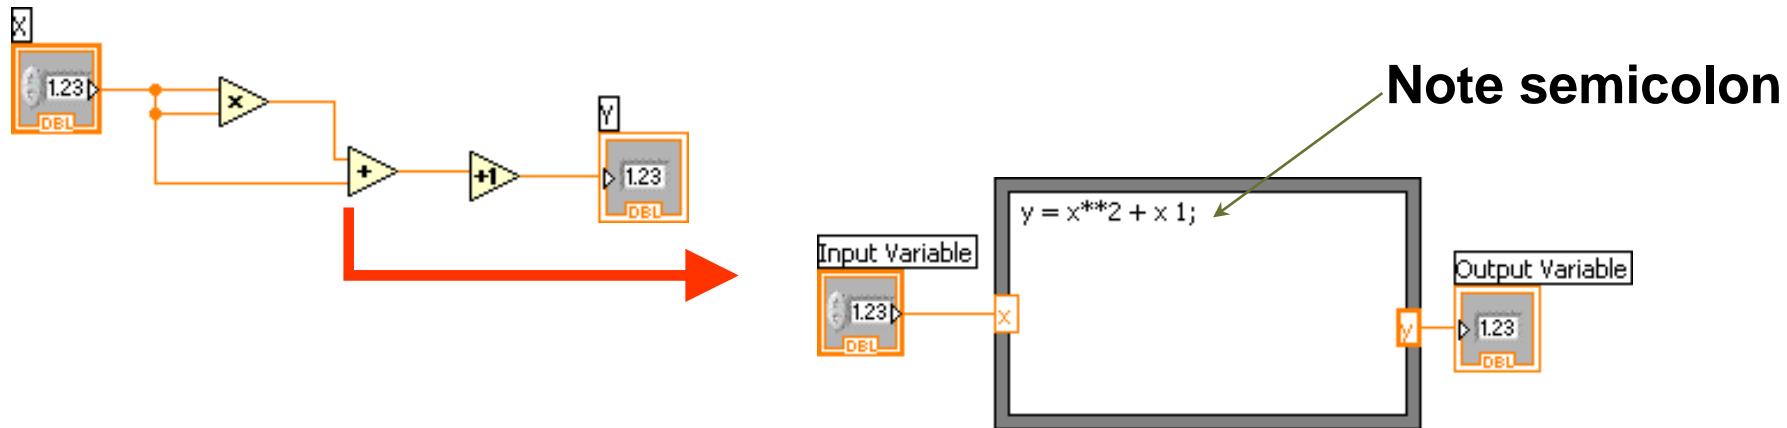 X
1.23
DBL
x
+
+1
Y
1.23
DBL
Note semicolon
y = x**2 + x 1;
Input Variable
1.23
DBL
x
y
Output Variable
1.23
DBL